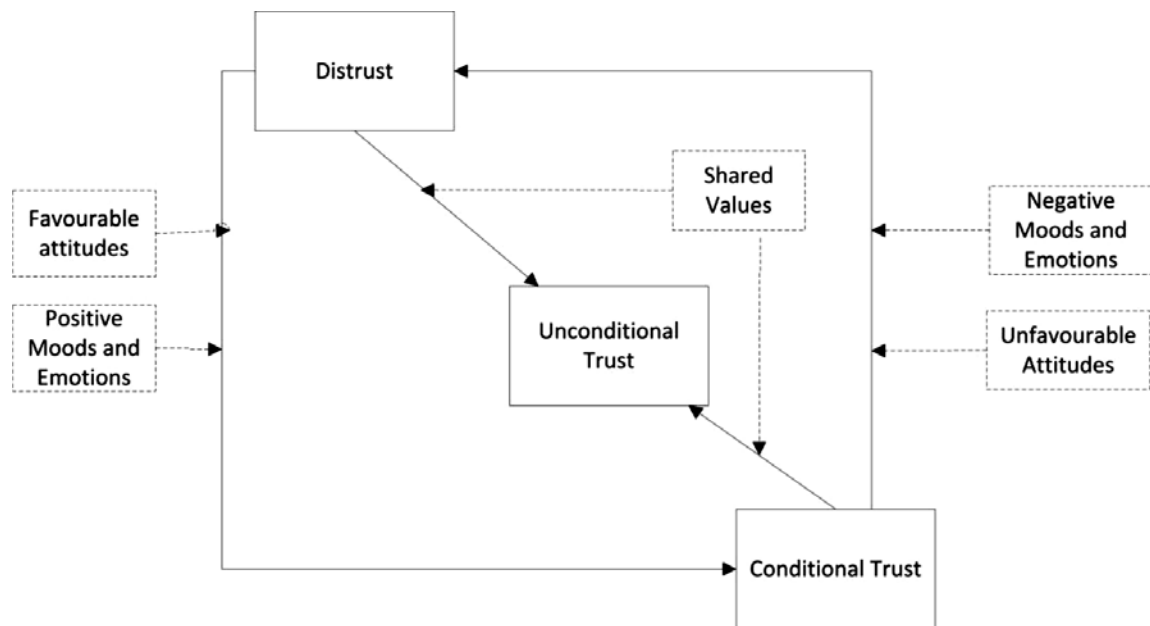 Distrust
Shared
Values
Favourable
attitudes
Negative
Moods and
Emotions
Positive
Moods and
Emotions
Unconditional
Trust
Unfavourable
Attitudes
Conditional Trust